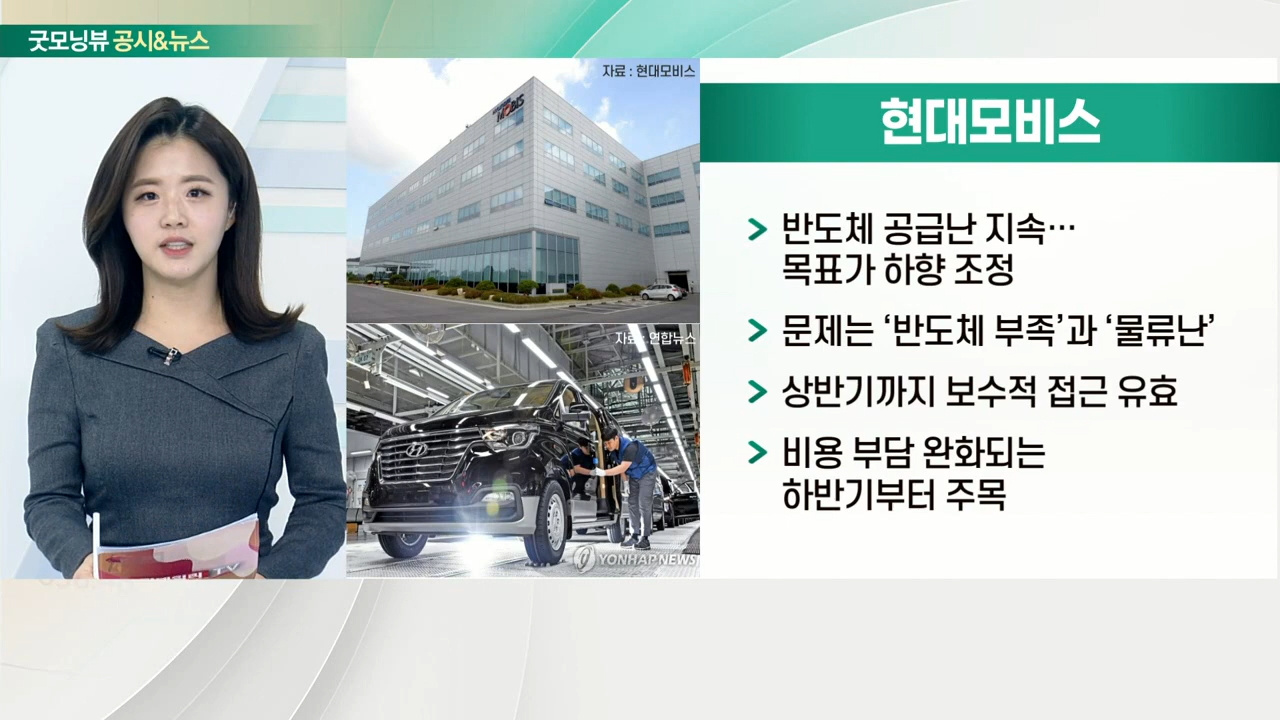 굿모닝뷰 공시&뉴스
자료 : 현대모비스
MOBIS
현대모비스
> 반도체 공급난 지속…
목표가 하향 조정
자료 : 연합뉴스
> 문제는 ‘반도체 부족’과 ‘물류난’
> 상반기까지 보수적 접근 유효
> 비용 부담 완화되는
하반기부터 주목
YONHAP NEWS
TV